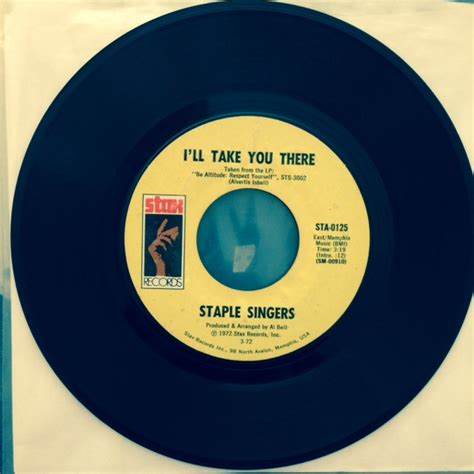 I'LL TAKE YOU THERE
Taken from the LP:
"Be Altitude: Respect Yourself", STS-3002
(Alvertis Isbell)
stax
RECORDS
STA-0125
East/Memphis
Music (BMI)
Time: 3:19
(Intro. :12)
(SM-00910)
STAPLE SINGERS
Produced & Arranged by Al Bell
℗ 1972 Stax Records, Inc.
3-72
Stax Records Inc., 98 North Avalon, Memphis, USA